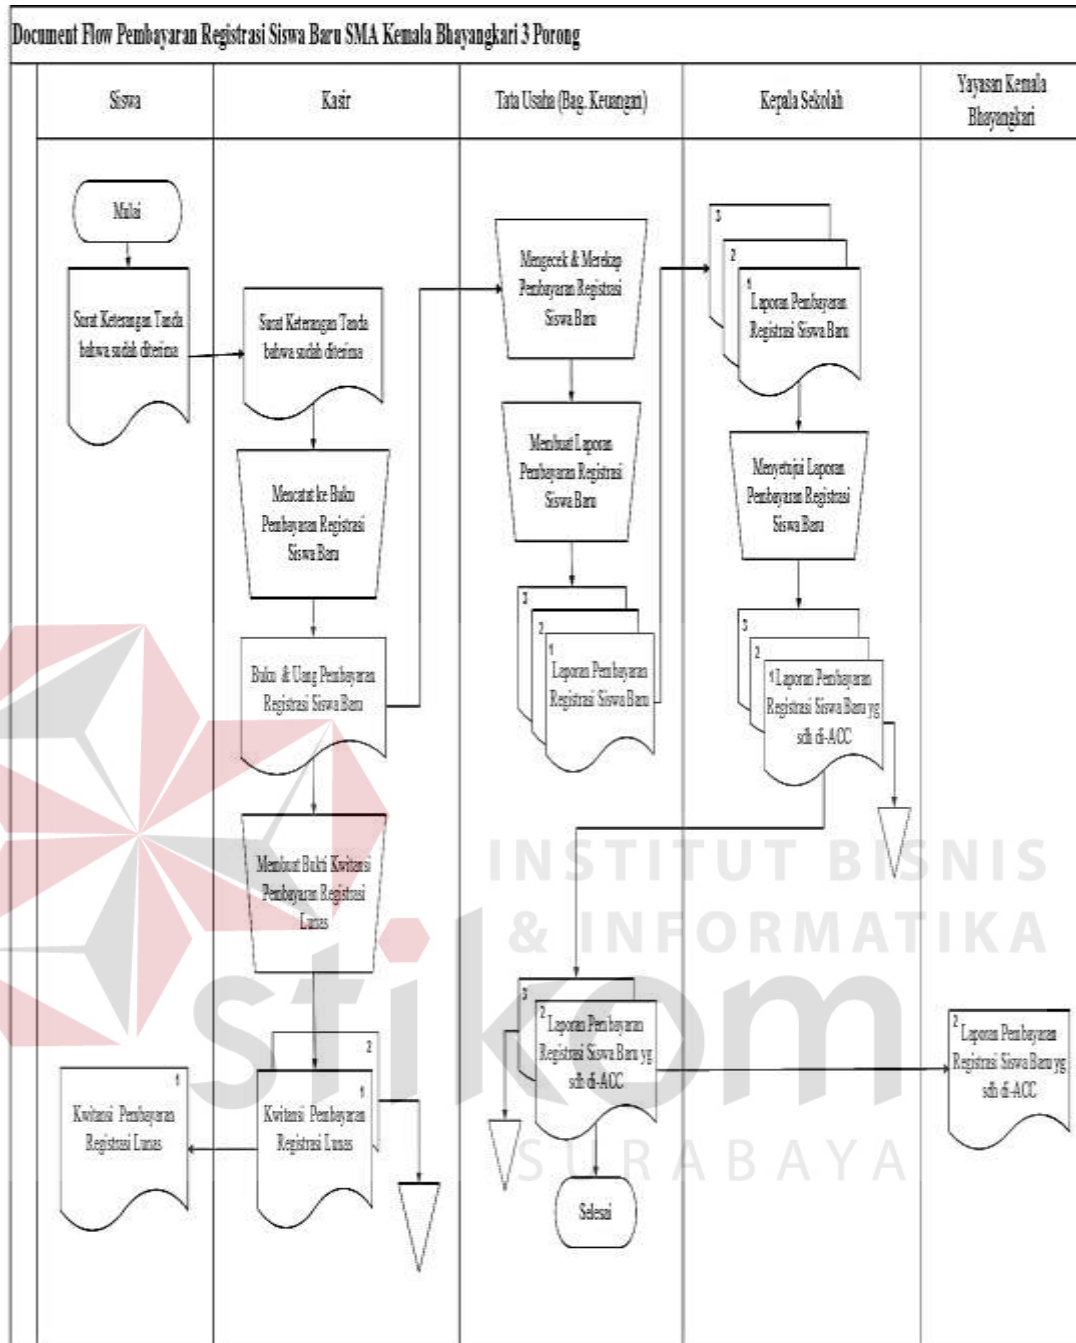 Document Flow Pembayaran Registrasi Siswa Baru SMA Kemala Bhayangkari 3 Porong
Siswa
Kasir
Tata Usaha (Bag. Keuangan)
Kepala Sekolah
Yayasan Kemala
Bhayangkari
Mulai
Surat Keterangan Tanda
bahwa sudah diterima
Surat Keterangan Tanda
bahwa sudah diterima
Mencatat ke Buku
Pembayaran Registrasi
Siswa Baru
Buku & Uang Pembayaran
Registrasi Siswa Baru
Membuat Bukti Kwitansi
Pembayaran Registrasi
Lunas
2
1
Kwitansi Pembayaran
Registrasi Lunas
1
Kwitansi Pembayaran
Registrasi Lunas
Mengecek & Merekap
Pembayaran Registrasi
Siswa Baru
Membuat Laporan
Pembayaran Registrasi
Siswa Baru
3
2
1
Laporan Pembayaran
Registrasi Siswa Baru
3
2
1
Laporan Pembayaran
Registrasi Siswa Baru
Menyetujui Laporan
Pembayaran Registrasi
Siswa Baru
3
2
1 Laporan Pembayaran
Registrasi Siswa Baru yg
sdh di-ACC
3
2
Laporan Pembayaran
Registrasi Siswa Baru yg
sdh di-ACC
Selesai
2
Laporan Pembayaran
Registrasi Siswa Baru yg
sdh di-ACC
INSTITUT BISNIS
& INFORMATIKA
stikom
SURABAYA